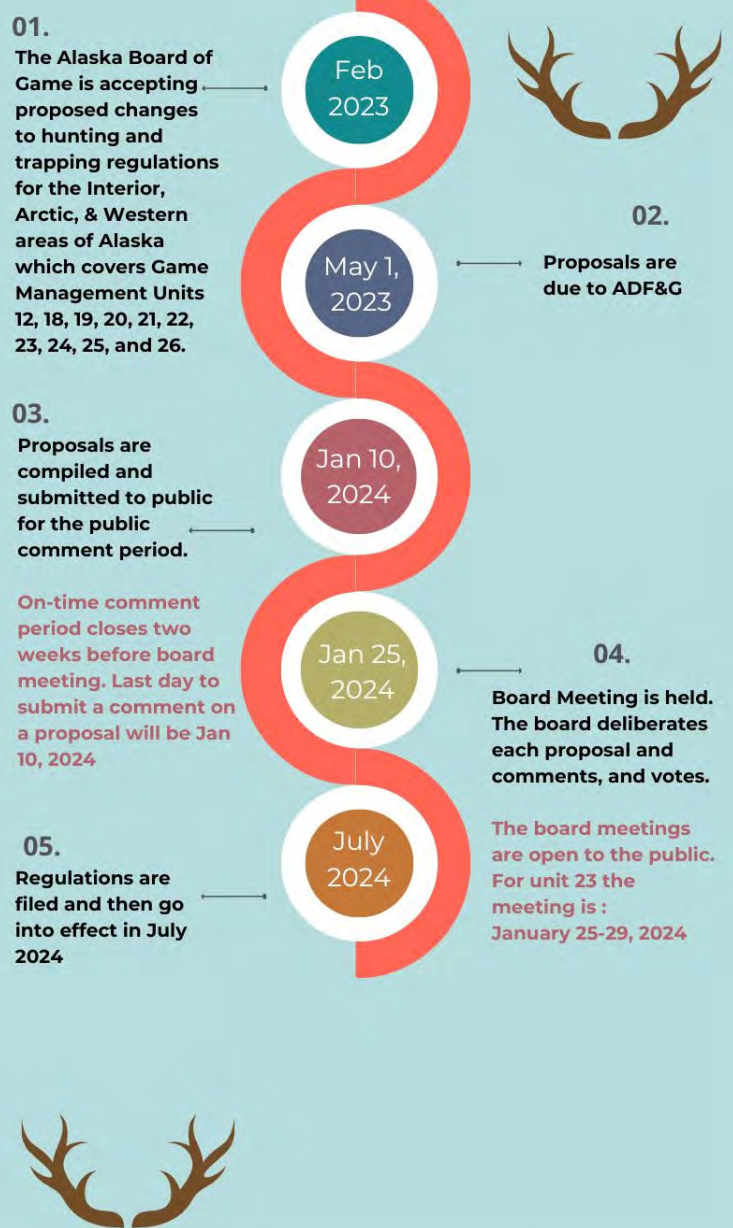 01.
The Alaska Board of
Game is accepting
proposed changes
to hunting and
trapping regulations
for the Interior,
Arctic, & Western
areas of Alaska
which covers Game
Management Units
12, 18, 19, 20, 21, 22,
23, 24, 25, and 26.
Feb
2023
02.
May 1,
2023
Proposals are
due to ADF&G
03.
Proposals are
compiled and
submitted to public
for the public
comment period.
On-time comment
period closes two
weeks before board
meeting. Last day to
submit a comment on
a proposal will be Jan
10, 2024
Jan 10,
2024
04.
Jan 25,
2024
Board Meeting is held.
The board deliberates
each proposal and
comments, and votes.
The board meetings
are open to the public.
For unit 23 the
meeting is :
January 25-29, 2024
05.
Regulations are
filed and then go
into effect in July
2024
July
2024